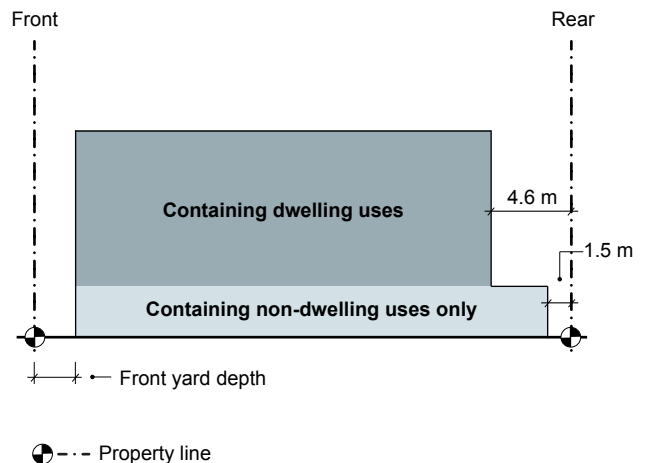 Front
Rear
Containing dwelling uses
4.6 m
1.5 m
Containing non-dwelling uses only
Front yard depth
Property line